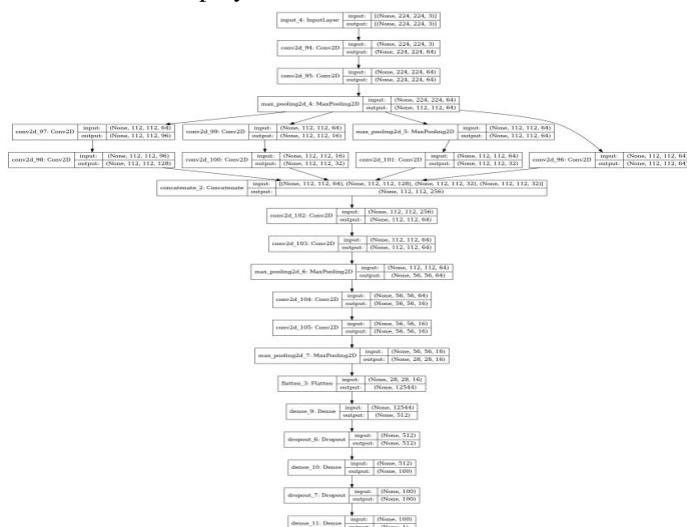 input_4: InputLayer input: [(None, 224, 224, 3)]
output: [(None, 224, 224, 3)]
conv2d_94: Conv2D input: (None, 224, 224, 3)
output: (None, 224, 224, 64)
conv2d_95: Conv2D input: (None, 224, 224, 64)
output: (None, 224, 224, 64)
max_pooling2d_4: MaxPooling2D input: (None, 224, 224, 64)
output: (None, 112, 112, 64)
conv2d_97: Conv2D input: (None, 112, 112, 64)
output: (None, 112, 112, 96)
conv2d_99: Conv2D input: (None, 112, 112, 64)
output: (None, 112, 112, 16)
max_pooling2d_5: MaxPooling2D input: (None, 112, 112, 64)
output: (None, 112, 112, 64)
conv2d_98: Conv2D input: (None, 112, 112, 96)
output: (None, 112, 112, 128)
conv2d_100: Conv2D input: (None, 112, 112, 16)
output: (None, 112, 112, 32)
conv2d_101: Conv2D input: (None, 112, 112, 64)
output: (None, 112, 112, 32)
conv2d_96: Conv2D input: (None, 112, 112, 64)
output: (None, 112, 112, 64)
concatenate_2: Concatenate input: [(None, 112, 112, 64), (None, 112, 112, 128), (None, 112, 112, 32), (None, 112, 112, 32)]
output: (None, 112, 112, 256)
conv2d_102: Conv2D input: (None, 112, 112, 256)
output: (None, 112, 112, 64)
conv2d_103: Conv2D input: (None, 112, 112, 64)
output: (None, 112, 112, 64)
max_pooling2d_6: MaxPooling2D input: (None, 112, 112, 64)
output: (None, 56, 56, 64)
conv2d_104: Conv2D input: (None, 56, 56, 64)
output: (None, 56, 56, 16)
conv2d_105: Conv2D input: (None, 56, 56, 16)
output: (None, 56, 56, 16)
max_pooling2d_7: MaxPooling2D input: (None, 56, 56, 16)
output: (None, 28, 28, 16)
flatten_3: Flatten input: (None, 28, 28, 16)
output: (None, 12544)
dense_9: Dense input: (None, 12544)
output: (None, 512)
dropout_6: Dropout input: (None, 512)
output: (None, 512)
dense_10: Dense input: (None, 512)
output: (None, 100)
dropout_7: Dropout input: (None, 100)
output: (None, 100)
dense_11: Dense input: (None, 100)